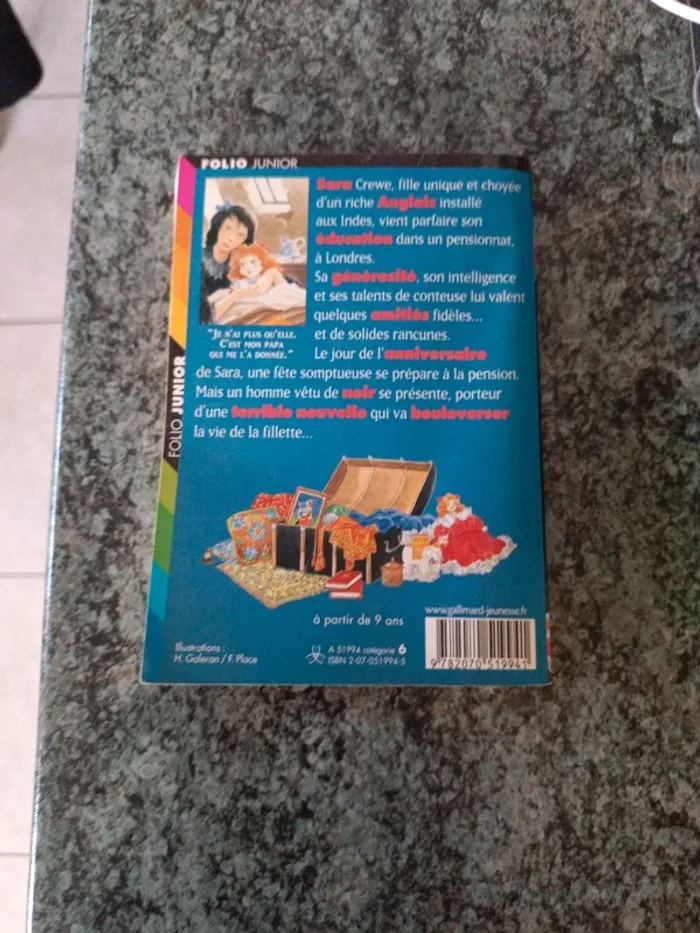 FOLIO JUNIOR
Sara Crewe, fille unique et choyée
d'un riche Anglais installé
aux Indes, vient parfaire son
éducation dans un pensionnat,
à Londres.
Sa générosité, son intelligence
et ses talents de conteuse lui valent
quelques amitiés fidèles...
et de solides rancunes.
"JE N'AI PLUS QU'ELLE.
C'EST MON PAPA
QUI ME L'A DONNÉE."
Le jour de l'anniversaire
de Sara, une fête somptueuse se prépare à la pension.
Mais un homme vêtu de noir se présente, porteur
d'une terrible nouvelle qui va bouleverser
la vie de la fillette...
FOLIO JUNIOR
à partir de 9 ans
www.gallimard-jeunesse.fr
Illustrations :
H. Galeron / F. Place
A 51994 catégorie 6
ISBN 2-07-051994-5
9 782070 519941